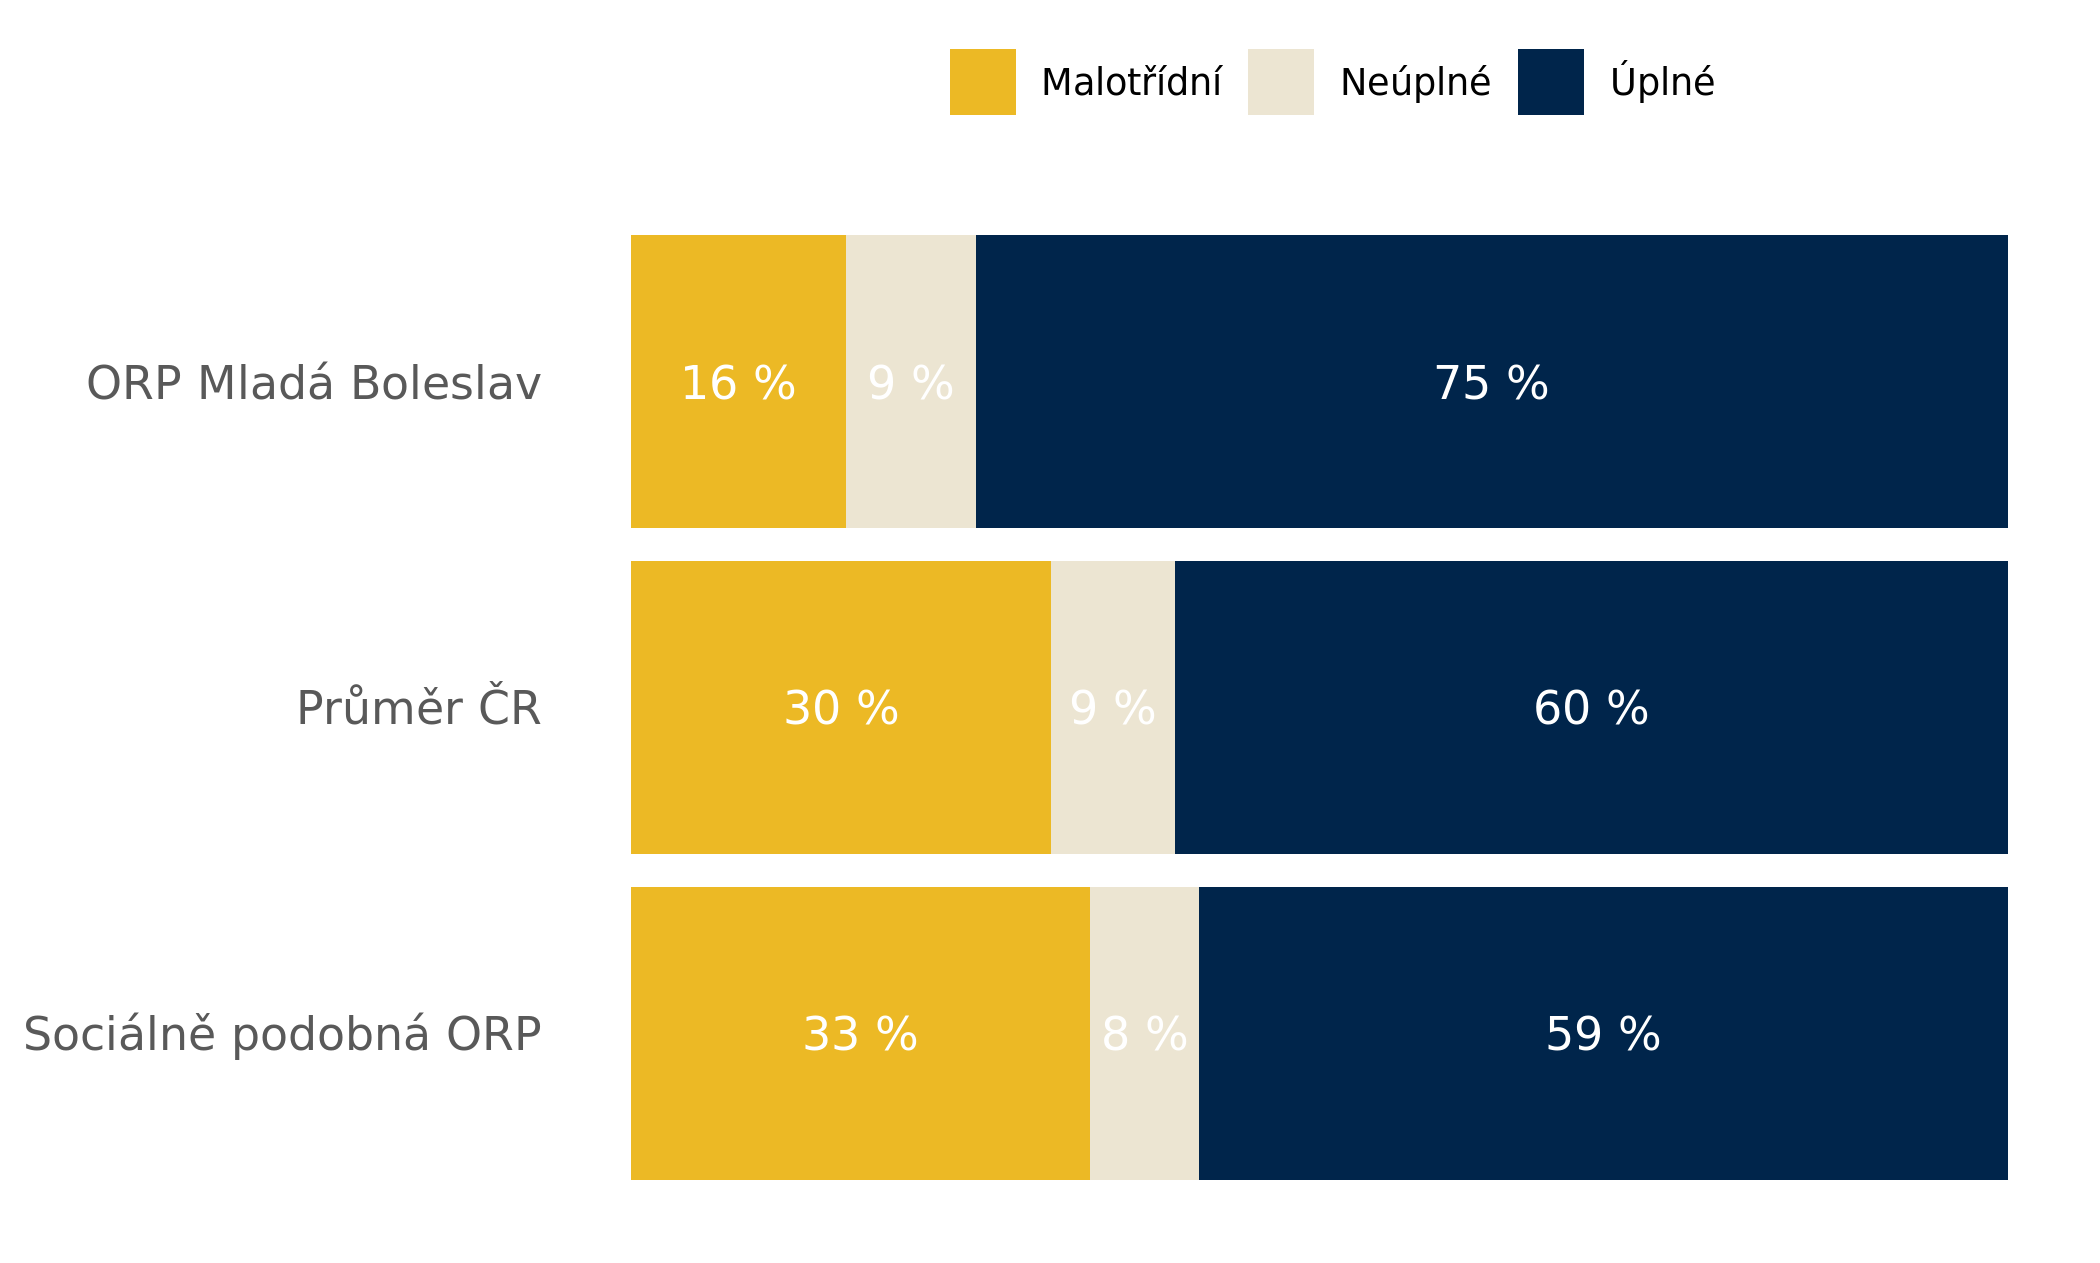 Malotřídní Neúplné Úplné
ORP Mladá Boleslav 16 % 9 % 75 %
Průměr ČR 30 % 9 % 60 %
Sociálně podobná ORP 33 % 8 % 59 %